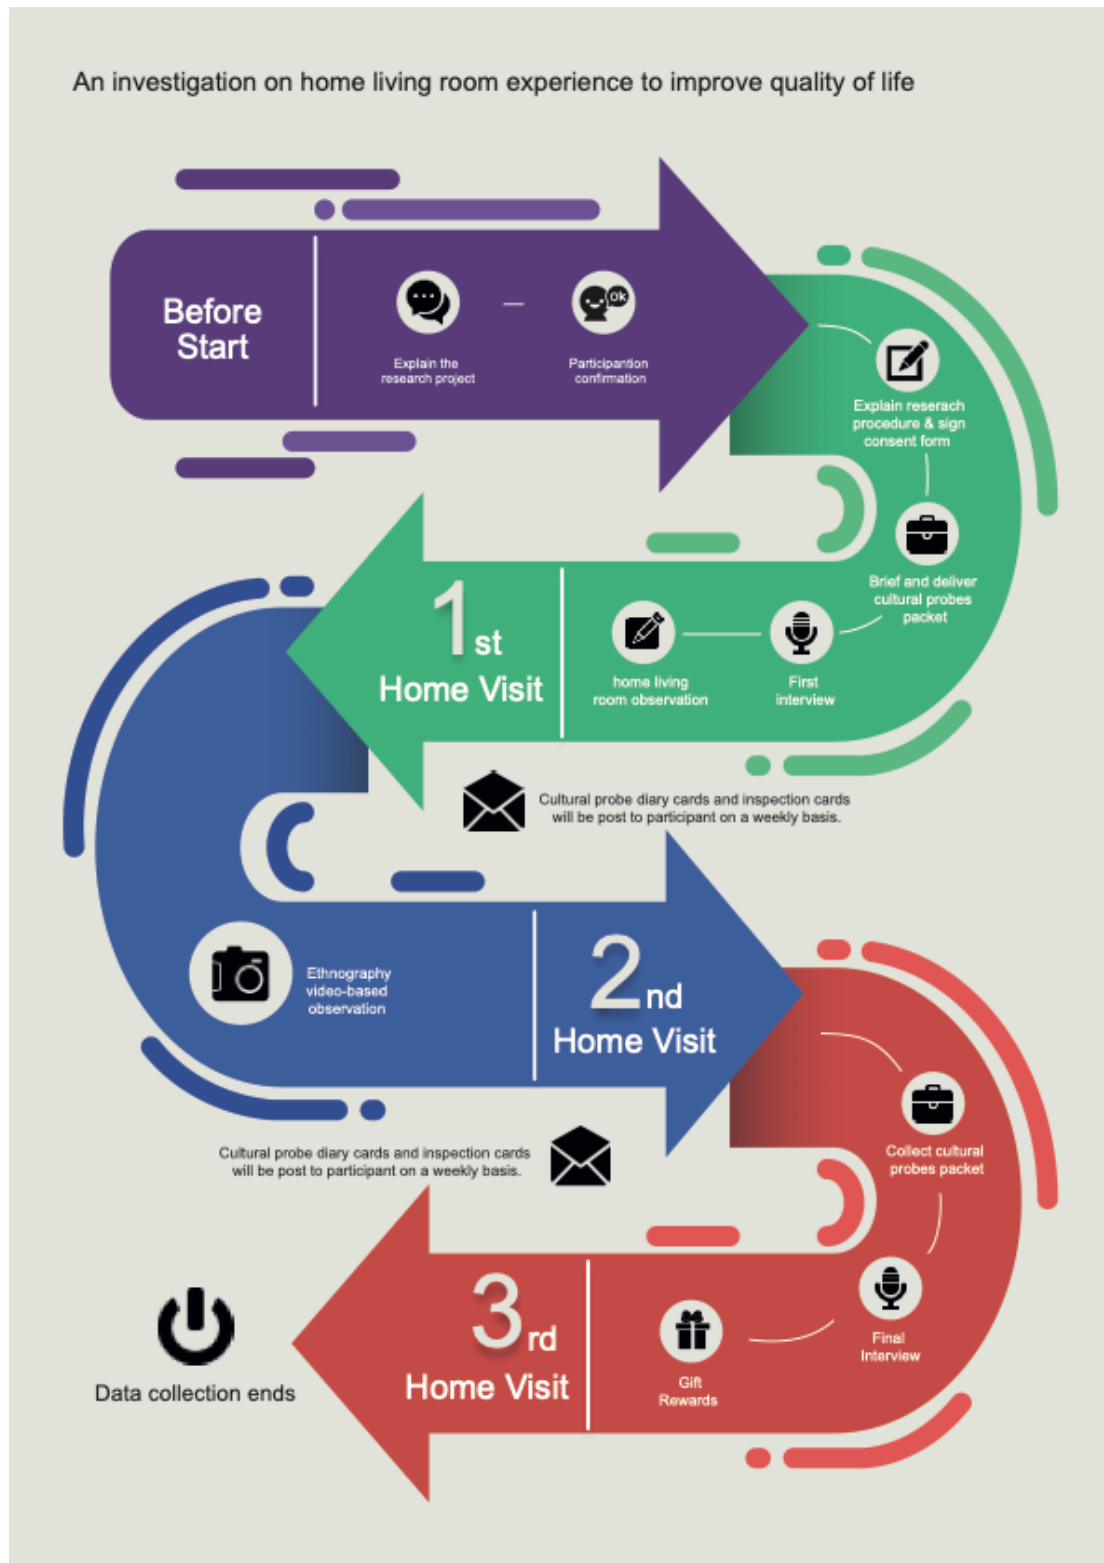 An investigation on home living room experience to improve quality of life
Before
Start
Explain the
research project
Participantion
confirmation
ok
Explain reserach
procedure & sign
consent form
Brief and deliver
cultural probes
packet
First
interview
home living
room observation
1st
Home Visit
Cultural probe diary cards and inspection cards
will be post to participant on a weekly basis.
Ethnography
video-based
observation
2nd
Home Visit
Cultural probe diary cards and inspection cards
will be post to participant on a weekly basis.
Collect cultural
probes packet
Final
Interview
Gift
Rewards
3rd
Home Visit
Data collection ends